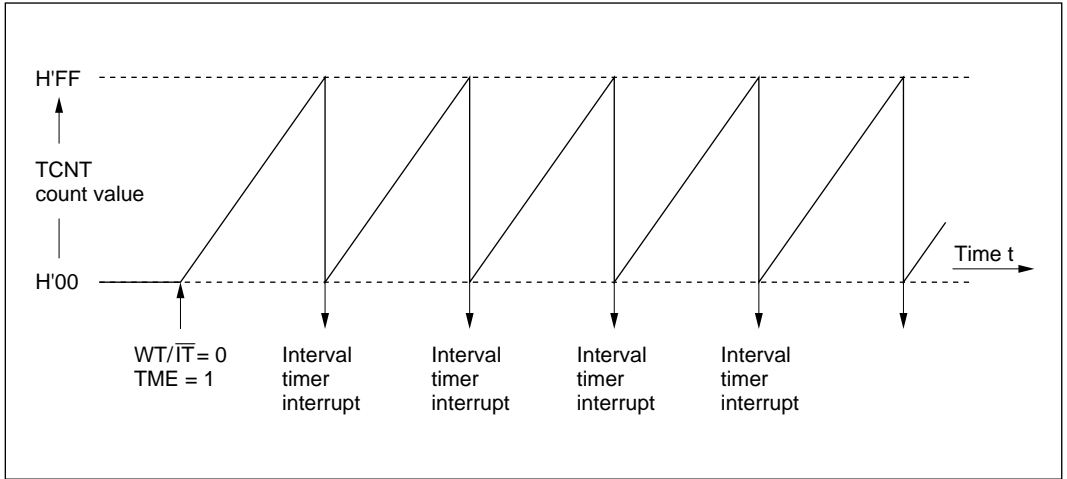 H'FF
TCNT
count value
H'00
Time t
WT/I̅T̅ = 0
TME = 1
Interval
timer
interrupt
Interval
timer
interrupt
Interval
timer
interrupt
Interval
timer
interrupt